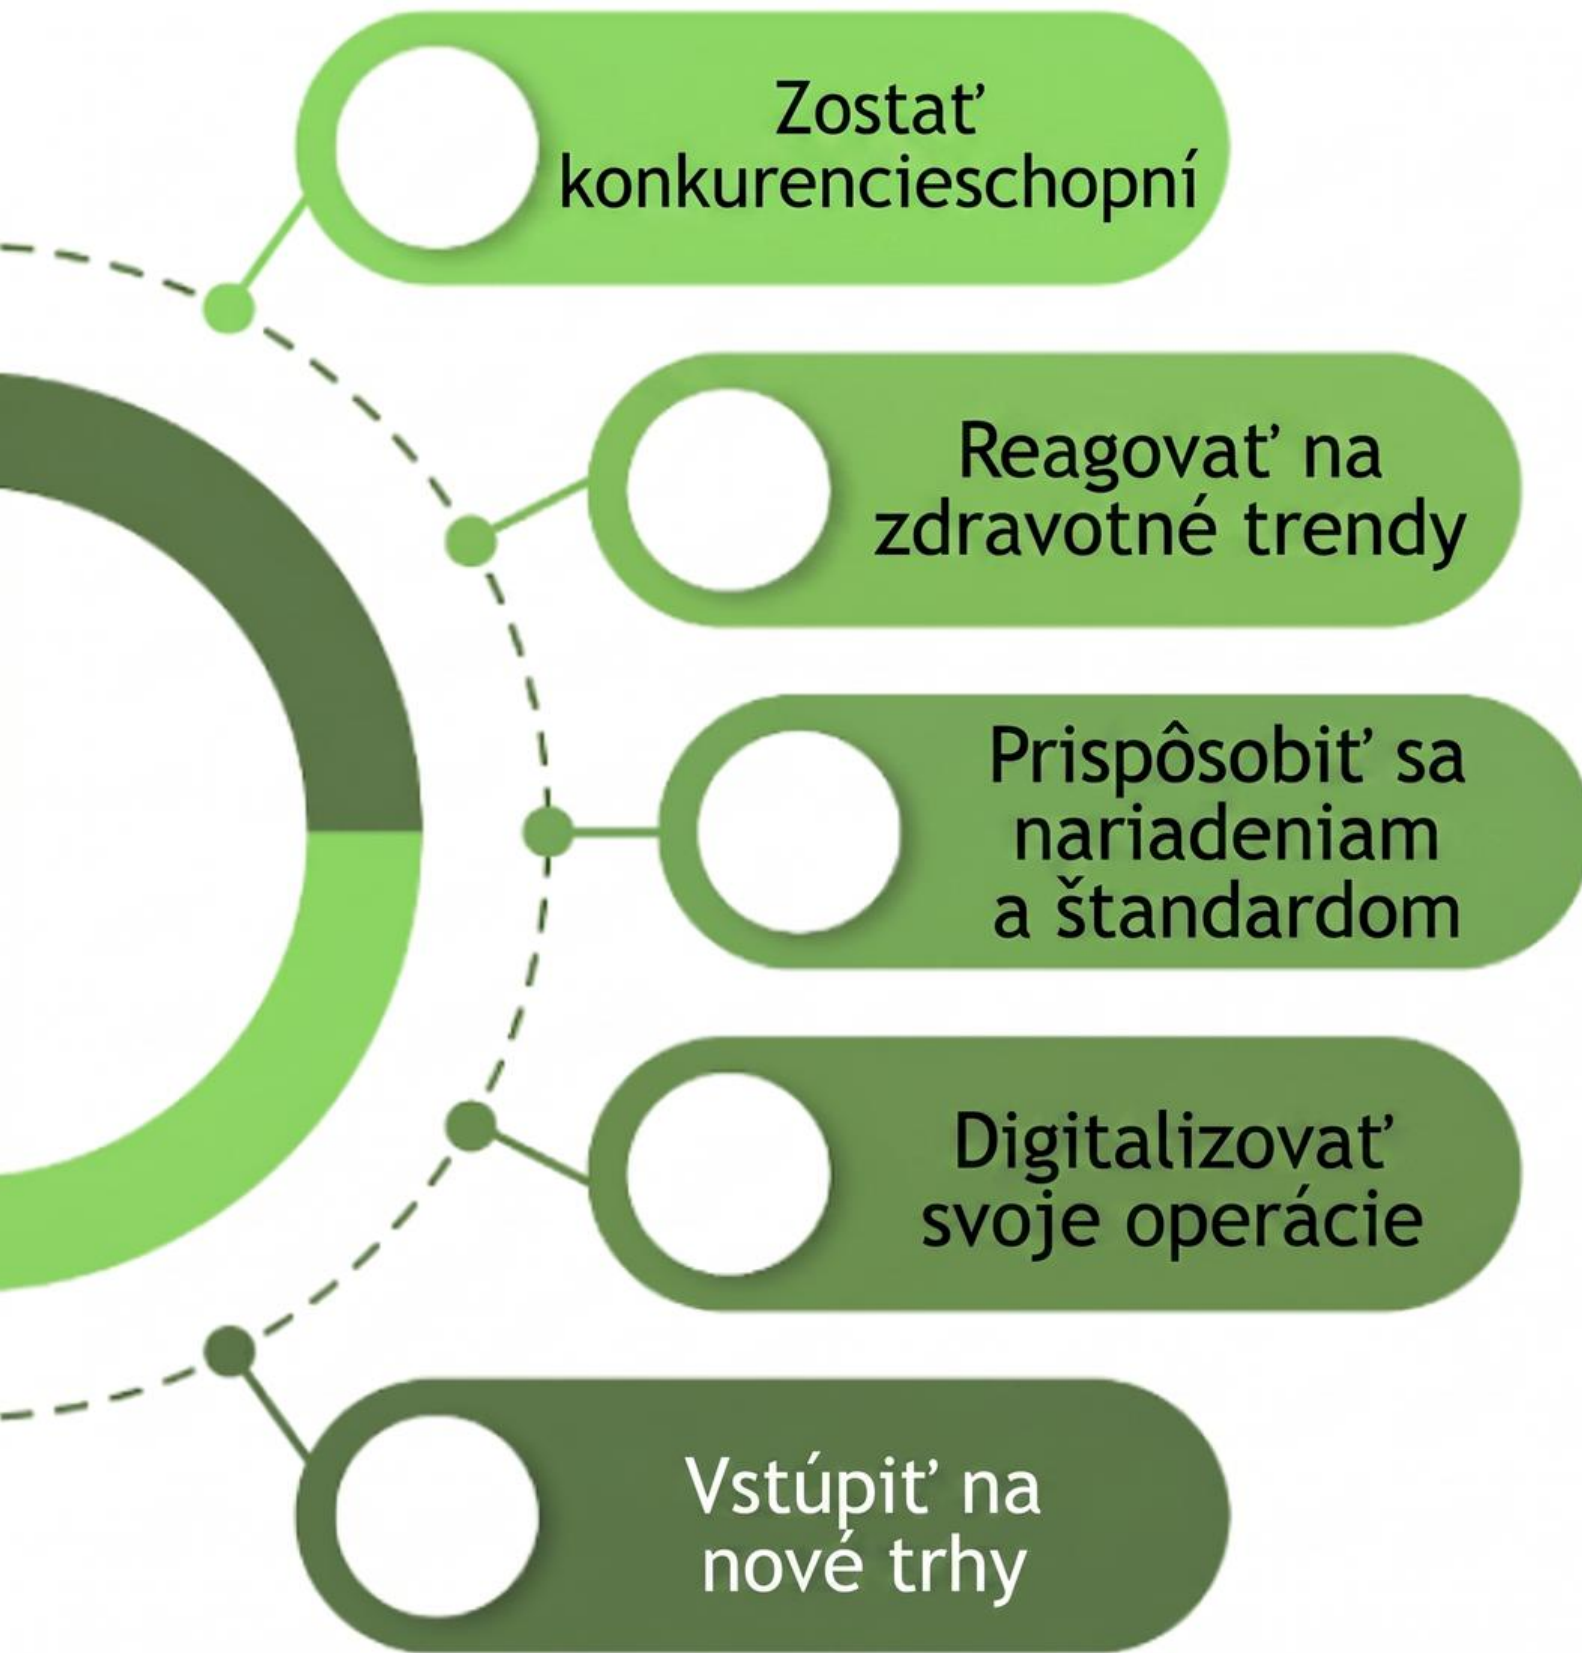 Zostať
konkurencieschopní
Reagovať na
zdravotné trendy
Prispôsobiť sa
nariadeniam
a štandardom
Digitalizovať
svoje operácie
Vstúpiť na
nové trhy